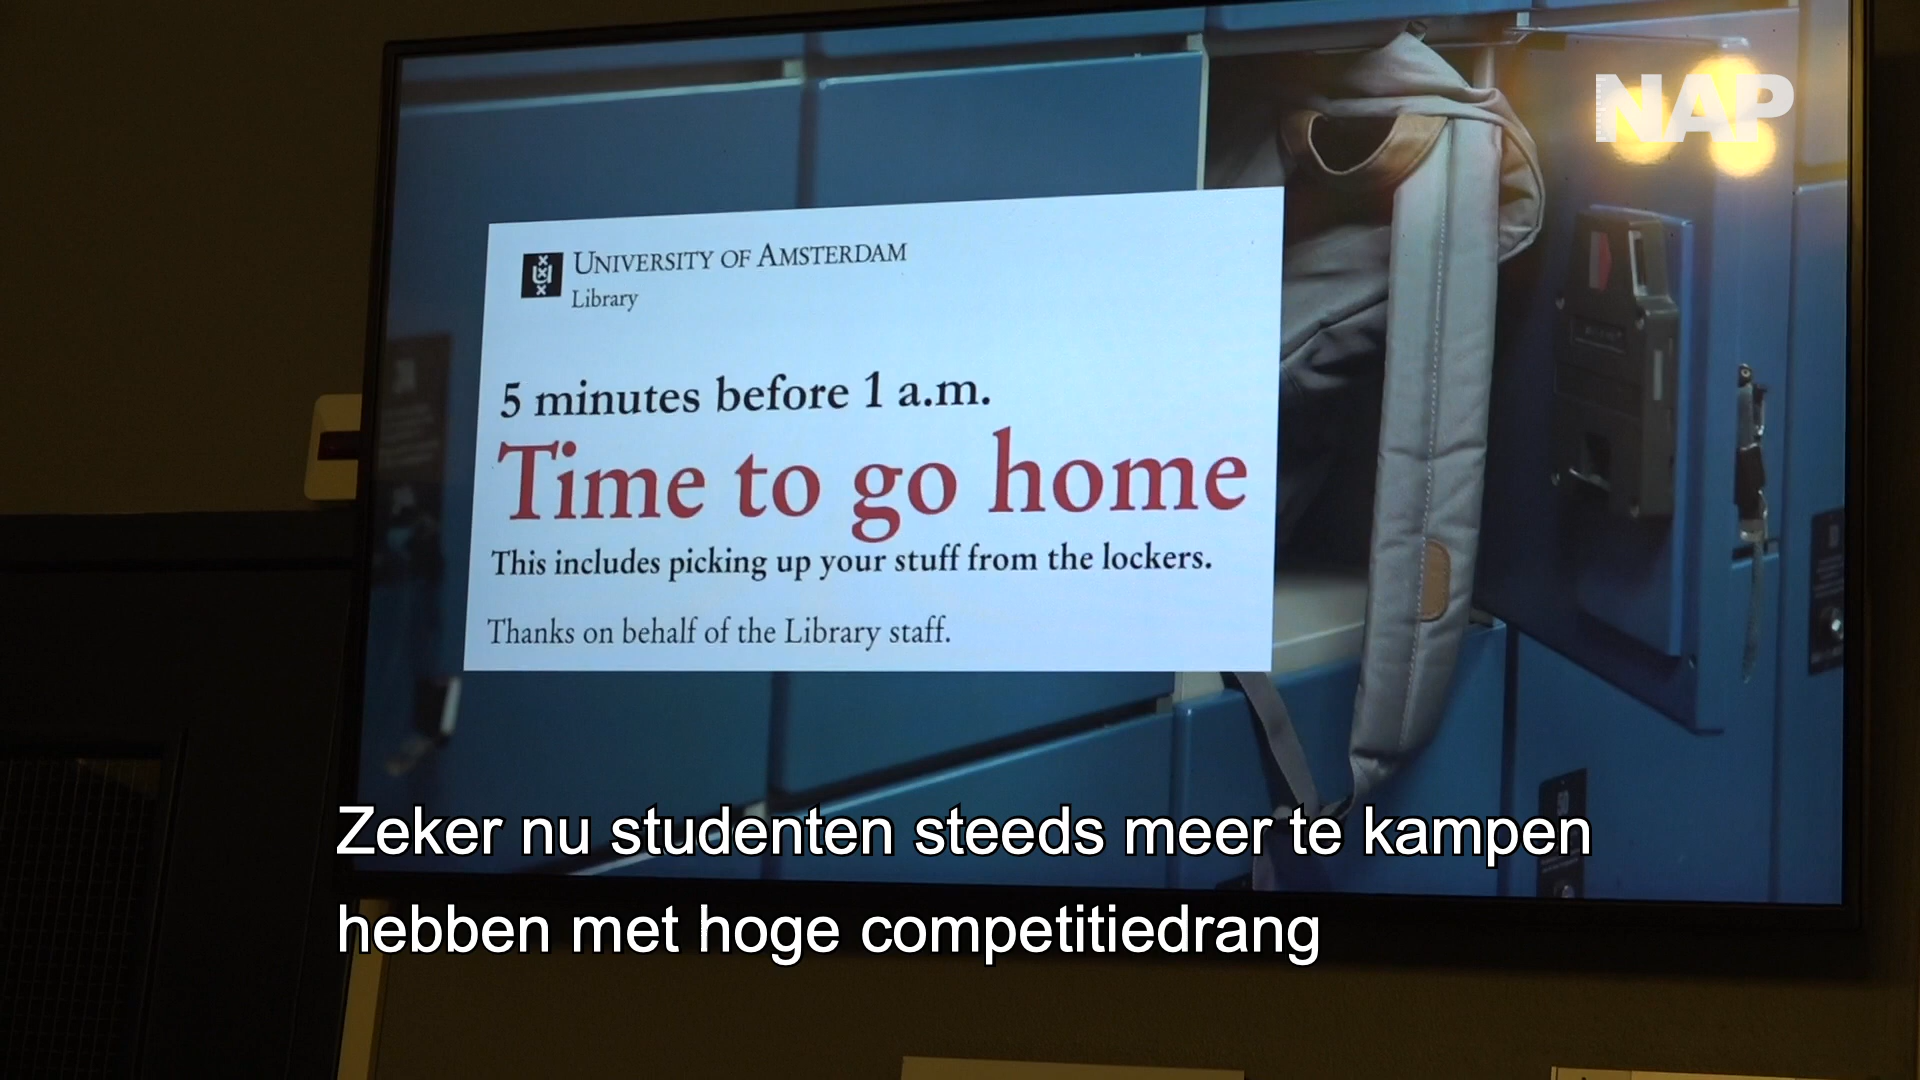 NAP
UNIVERSITY OF AMSTERDAM
Library
5 minutes before 1 a.m.
Time to go home
This includes picking up your stuff from the lockers.
Thanks on behalf of the Library staff.
Zeker nu studenten steeds meer te kampen
hebben met hoge competitiedrang